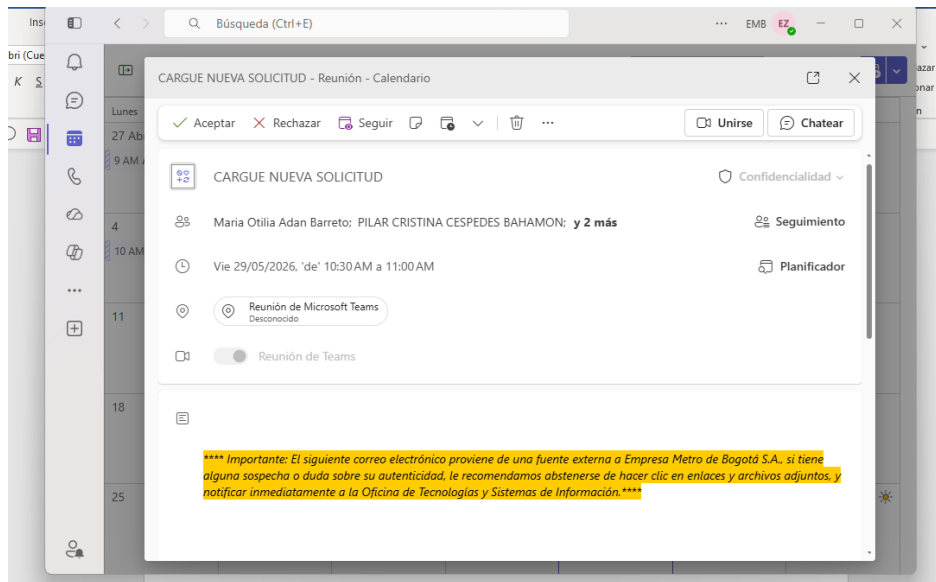 Ins
Búsqueda (Ctrl+E)
EMB
EZ
bri (Cue
K S
CARGUE NUEVA SOLICITUD - Reunión - Calendario
azar
onar
n
Lunes
Aceptar Rechazar Seguir
Unirse
Chatear
27 Ab
9 AM
CARGUE NUEVA SOLICITUD
Confidencialidad
Maria Otilia Adan Barreto; PILAR CRISTINA CESPEDES BAHAMON; y 2 más
Seguimiento
4
10 AM
Vie 29/05/2026, 'de' 10:30 AM a 11:00 AM
Planificador
Reunión de Microsoft Teams
Desconocido
11
Reunión de Teams
18
**** Importante: El siguiente correo electrónico proviene de una fuente externa a Empresa Metro de Bogotá S.A., si tiene
alguna sospecha o duda sobre su autenticidad, le recomendamos abstenerse de hacer clic en enlaces y archivos adjuntos, y
notificar inmediatamente a la Oficina de Tecnologías y Sistemas de Información.****
25